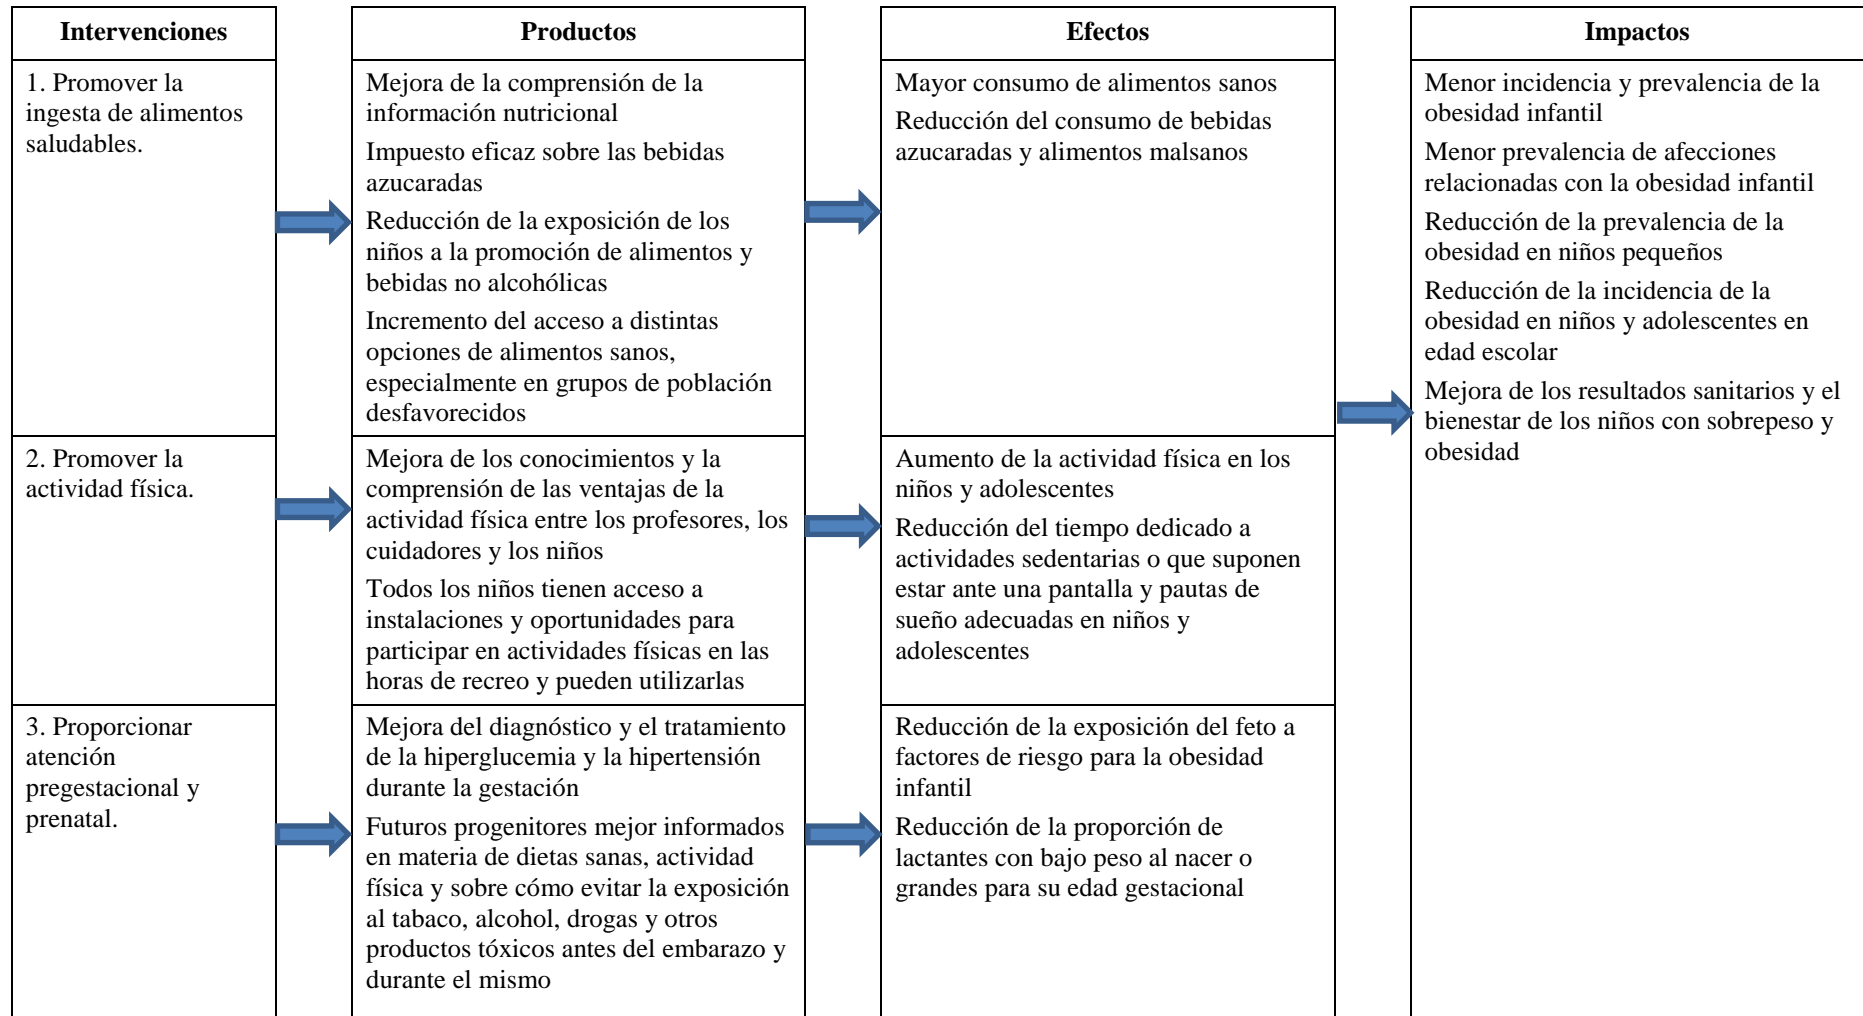 Intervenciones
Productos
Efectos
Impactos
1. Promover la
ingesta de alimentos
saludables.
Mejora de la comprensión de la
información nutricional
Impuesto eficaz sobre las bebidas
azucaradas
Reducción de la exposición de los
niños a la promoción de alimentos y
bebidas no alcohólicas
Incremento del acceso a distintas
opciones de alimentos sanos,
especialmente en grupos de población
desfavorecidos
Mayor consumo de alimentos sanos
Reducción del consumo de bebidas
azucaradas y alimentos malsanos
Menor incidencia y prevalencia de la
obesidad infantil
Menor prevalencia de afecciones
relacionadas con la obesidad infantil
Reducción de la prevalencia de la
obesidad en niños pequeños
Reducción de la incidencia de la
obesidad en niños y adolescentes en
edad escolar
Mejora de los resultados sanitarios y el
bienestar de los niños con sobrepeso y
obesidad
2. Promover la
actividad física.
Mejora de los conocimientos y la
comprensión de las ventajas de la
actividad física entre los profesores, los
cuidadores y los niños
Todos los niños tienen acceso a
instalaciones y oportunidades para
participar en actividades físicas en las
horas de recreo y pueden utilizarlas
Aumento de la actividad física en los
niños y adolescentes
Reducción del tiempo dedicado a
actividades sedentarias o que suponen
estar ante una pantalla y pautas de
sueño adecuadas en niños y
adolescentes
3. Proporcionar
atención
pregestacional y
prenatal.
Mejora del diagnóstico y el tratamiento
de la hiperglucemia y la hipertensión
durante la gestación
Futuros progenitores mejor informados
en materia de dietas sanas, actividad
física y sobre cómo evitar la exposición
al tabaco, alcohol, drogas y otros
productos tóxicos antes del embarazo y
durante el mismo
Reducción de la exposición del feto a
factores de riesgo para la obesidad
infantil
Reducción de la proporción de
lactantes con bajo peso al nacer o
grandes para su edad gestacional